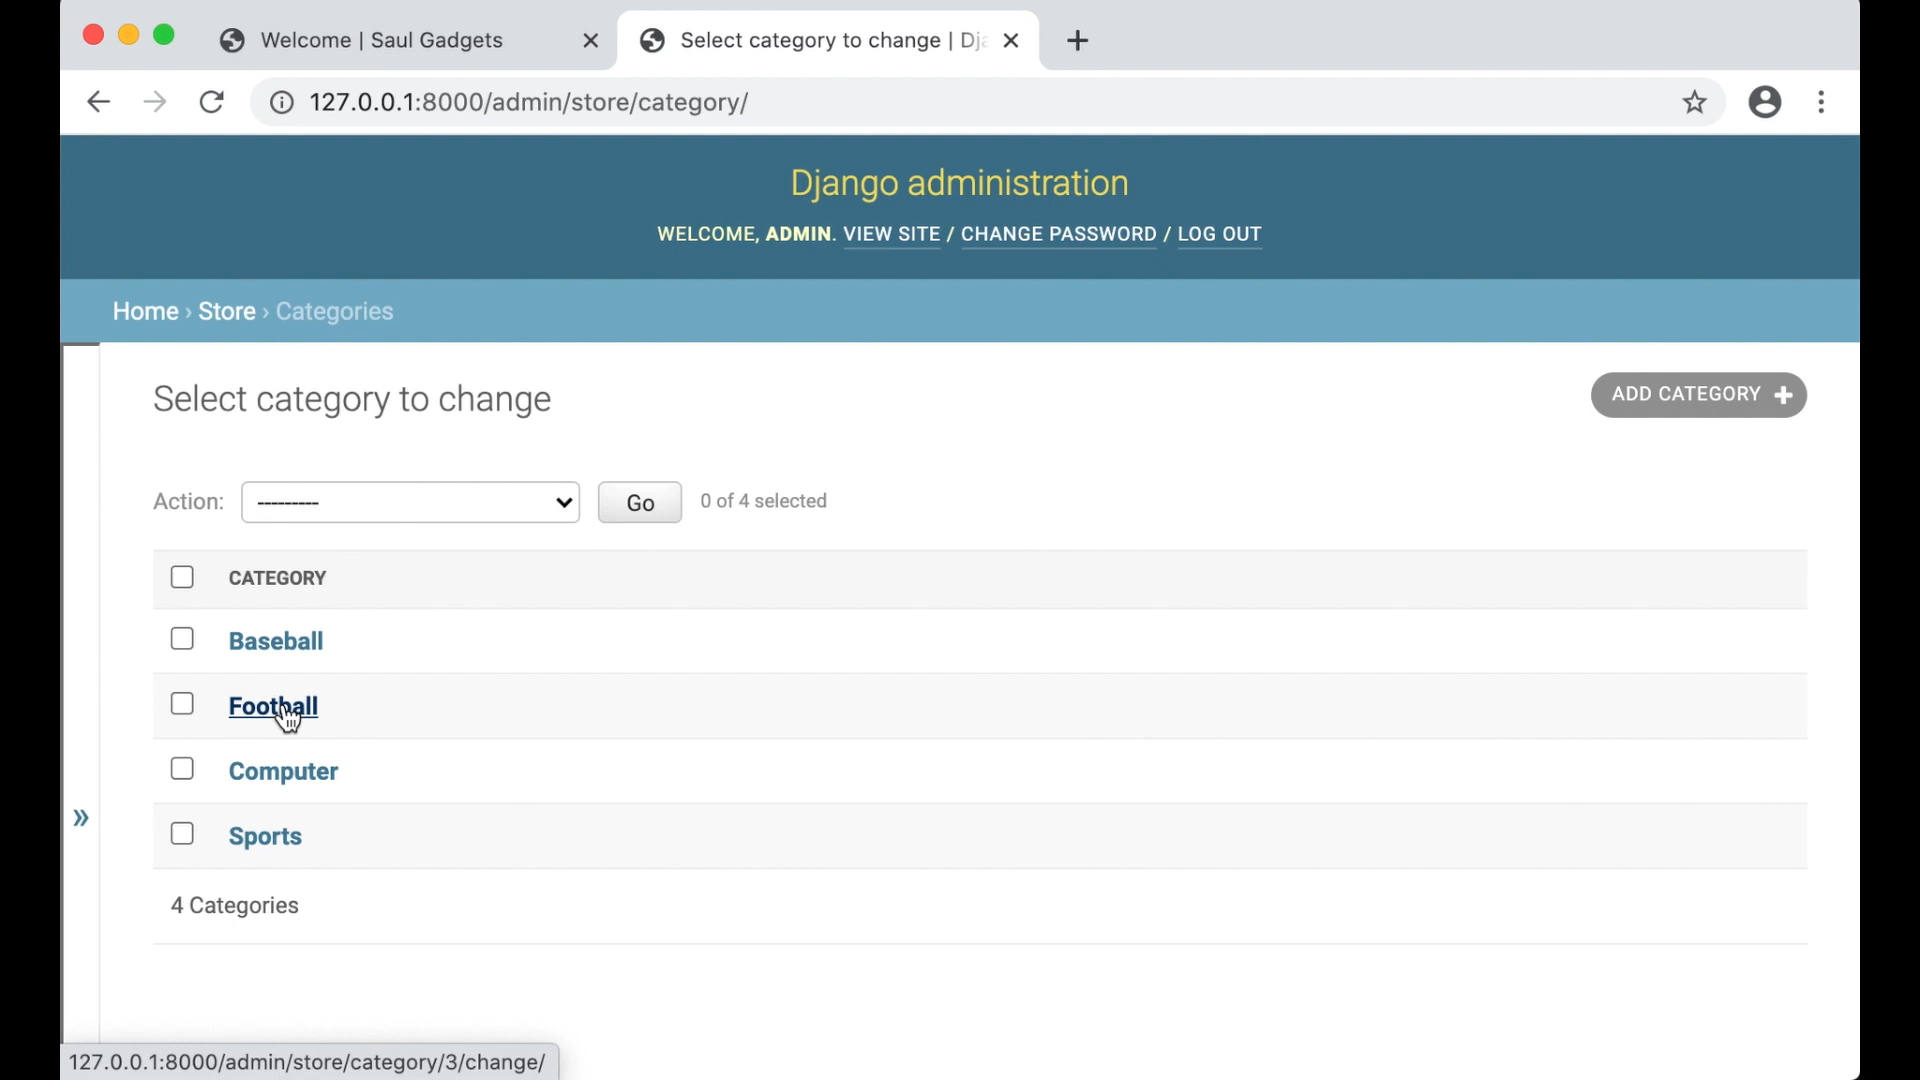 Welcome | Saul Gadgets
Select category to change | Dja
127.0.0.1:8000/admin/store/category/
Django administration
WELCOME, ADMIN. VIEW SITE / CHANGE PASSWORD / LOG OUT
Home › Store › Categories
Select category to change
ADD CATEGORY +
Action: --------- Go 0 of 4 selected
CATEGORY
Baseball
Football
Computer
Sports
»
4 Categories
127.0.0.1:8000/admin/store/category/3/change/